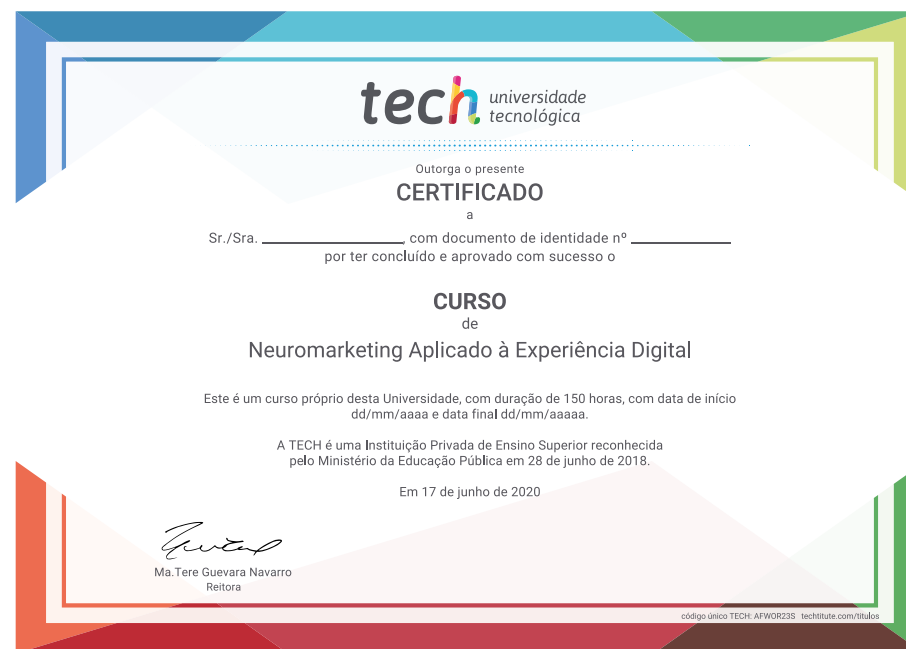 tech universidade
tecnológica
Outorga o presente
CERTIFICADO
a
Sr./Sra. ____________, com documento de identidade nº ____________
por ter concluído e aprovado com sucesso o
CURSO
de
Neuromarketing Aplicado à Experiência Digital
Este é um curso próprio desta Universidade, com duração de 150 horas, com data de início
dd/mm/aaaa e data final dd/mm/aaaaa.
A TECH é uma Instituição Privada de Ensino Superior reconhecida
pelo Ministério da Educação Pública em 28 de junho de 2018.
Em 17 de junho de 2020
Ma.Tere Guevara Navarro
Reitora
código único TECH: AFWOR23S techtitute.com/titulos